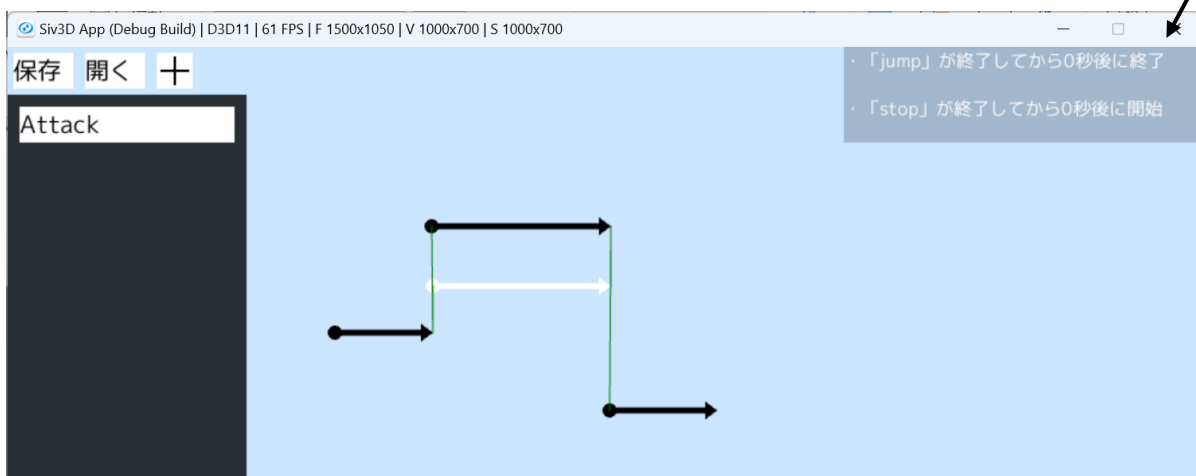 Siv3D App (Debug Build) | D3D11 | 61 FPS | F 1500x1050 | V 1000x700 | S 1000x700
保存 開く ＋
・「jump」が終了してから0秒後に終了
・「stop」が終了してから0秒後に開始
Attack